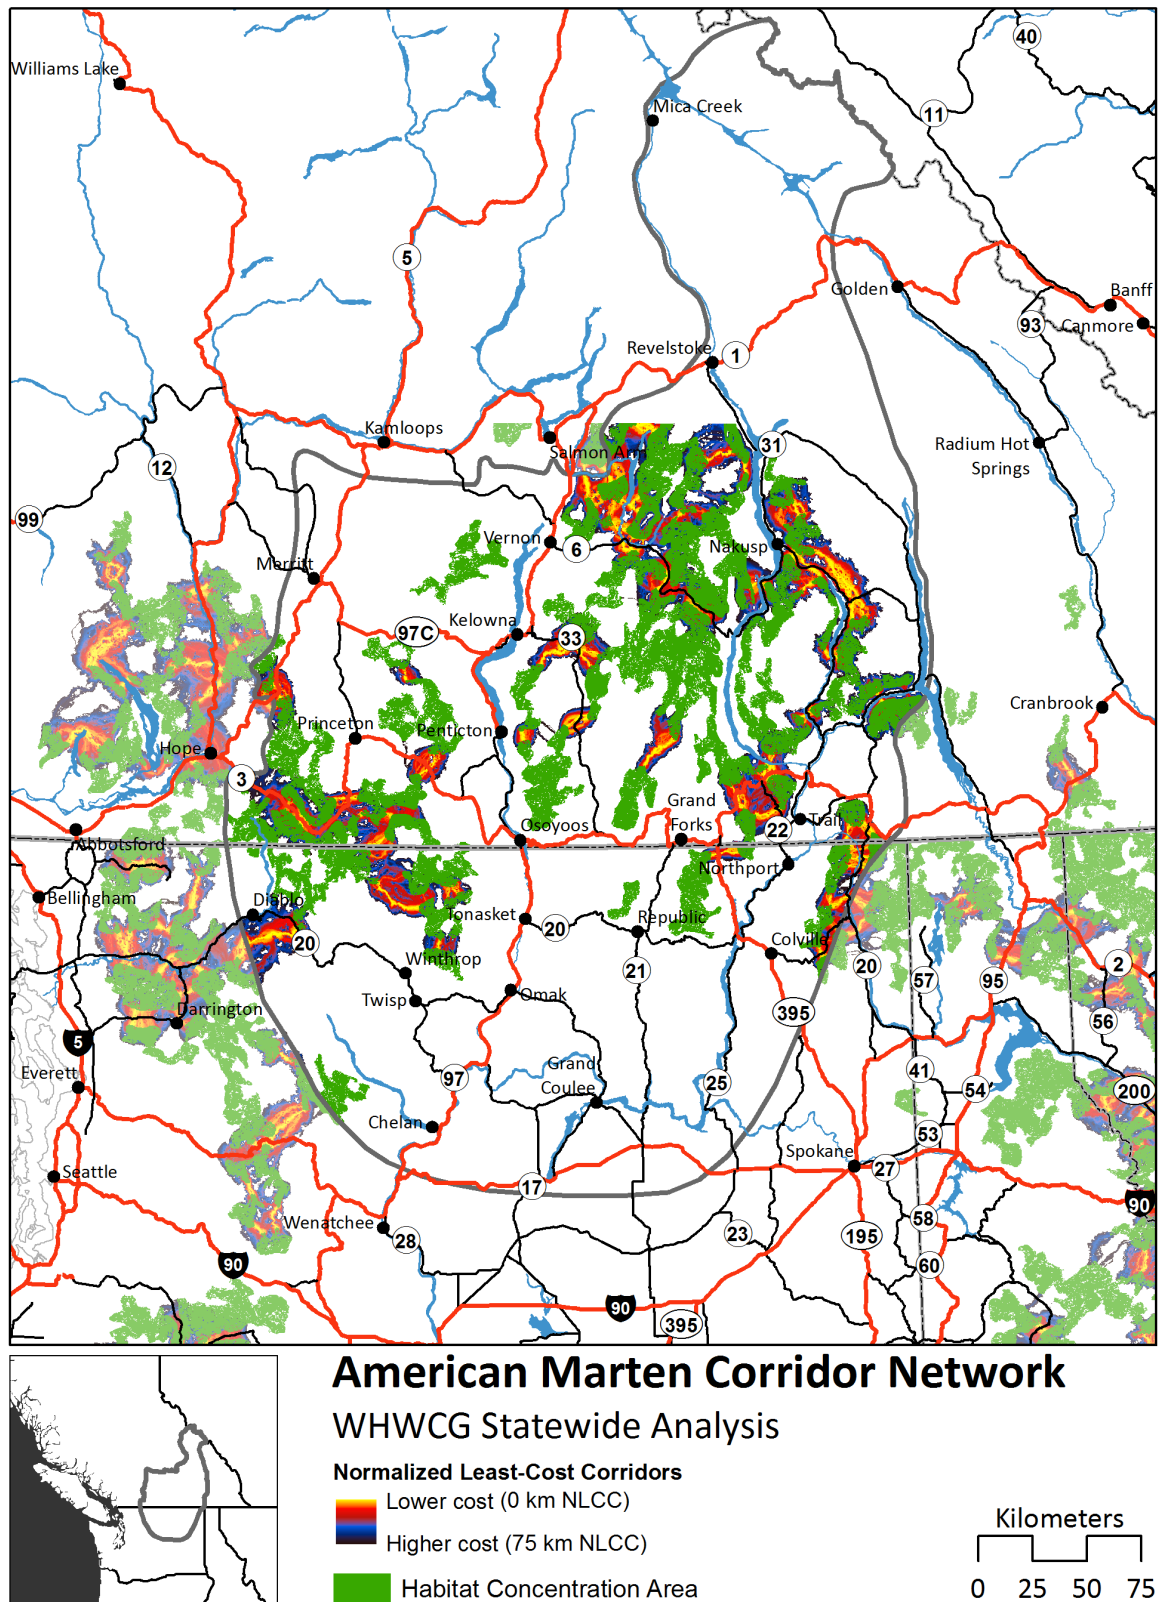 40
Williams Lake
Mica Creek
11
5
Golden
Banff
93
Canmore
Revelstoke
1
Kamloops
Salmon Arm
31
Radium Hot
Springs
12
99
Vernon
6
Nakusp
Merritt
Kelowna
97C
33
Cranbrook
Princeton
Penticton
Hope
3
Grand
Forks
Trail
22
Osoyoos
Abbotsford
Northport
Bellingham
Diablo
Tonasket
20
Republic
20
Colville
Winthrop
21
20
57
95
2
Twisp
Omak
Darrington
395
56
5
Everett
Grand
Coulee
97
25
41
54
200
Chelan
53
Spokane
27
Seattle
17
90
Wenatchee
28
23
195
58
90
60
90
395
American Marten Corridor Network
WHWCG Statewide Analysis
Normalized Least-Cost Corridors
Lower cost (0 km NLCC)
Higher cost (75 km NLCC)
Habitat Concentration Area
Kilometers
0 25 50 75